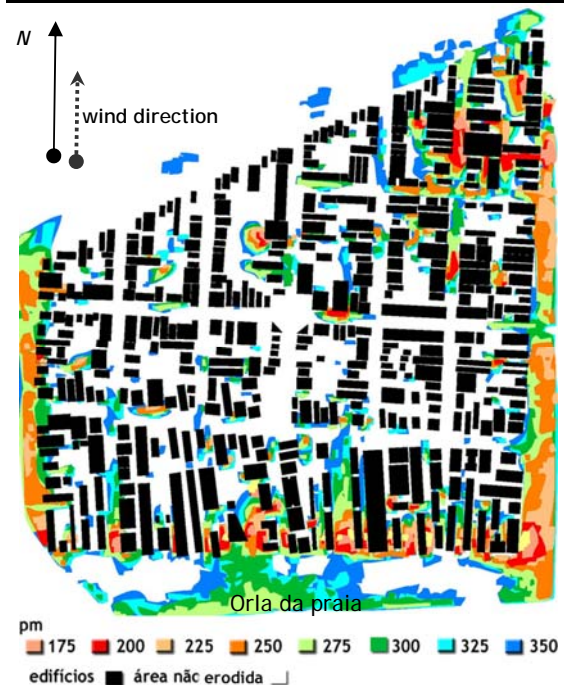 N
wind direction
Orla da praia
pm
175 200 225 250 275 300 325 350
edifícios área não erodida